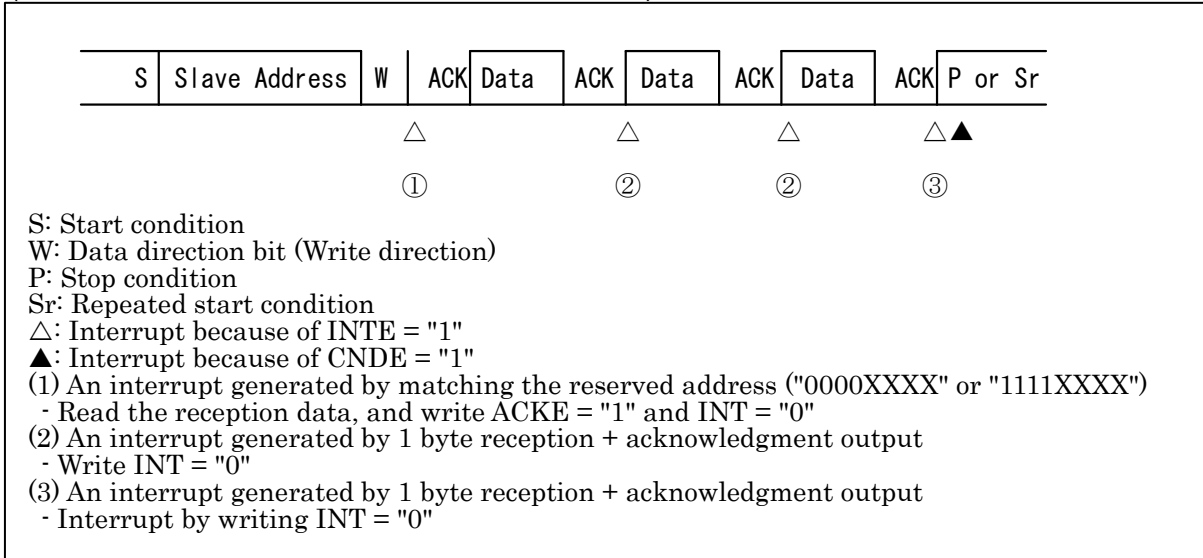 S Slave Address W ACK Data ACK Data ACK Data ACK P or Sr
△ △ △ △▲
① ② ② ③
S: Start condition
W: Data direction bit (Write direction)
P: Stop condition
Sr: Repeated start condition
△: Interrupt because of INTE = "1"
▲: Interrupt because of CNDE = "1"
(1) An interrupt generated by matching the reserved address ("0000XXXX" or "1111XXXX")
- Read the reception data, and write ACKE = "1" and INT = "0"
(2) An interrupt generated by 1 byte reception + acknowledgment output
- Write INT = "0"
(3) An interrupt generated by 1 byte reception + acknowledgment output
- Interrupt by writing INT = "0"